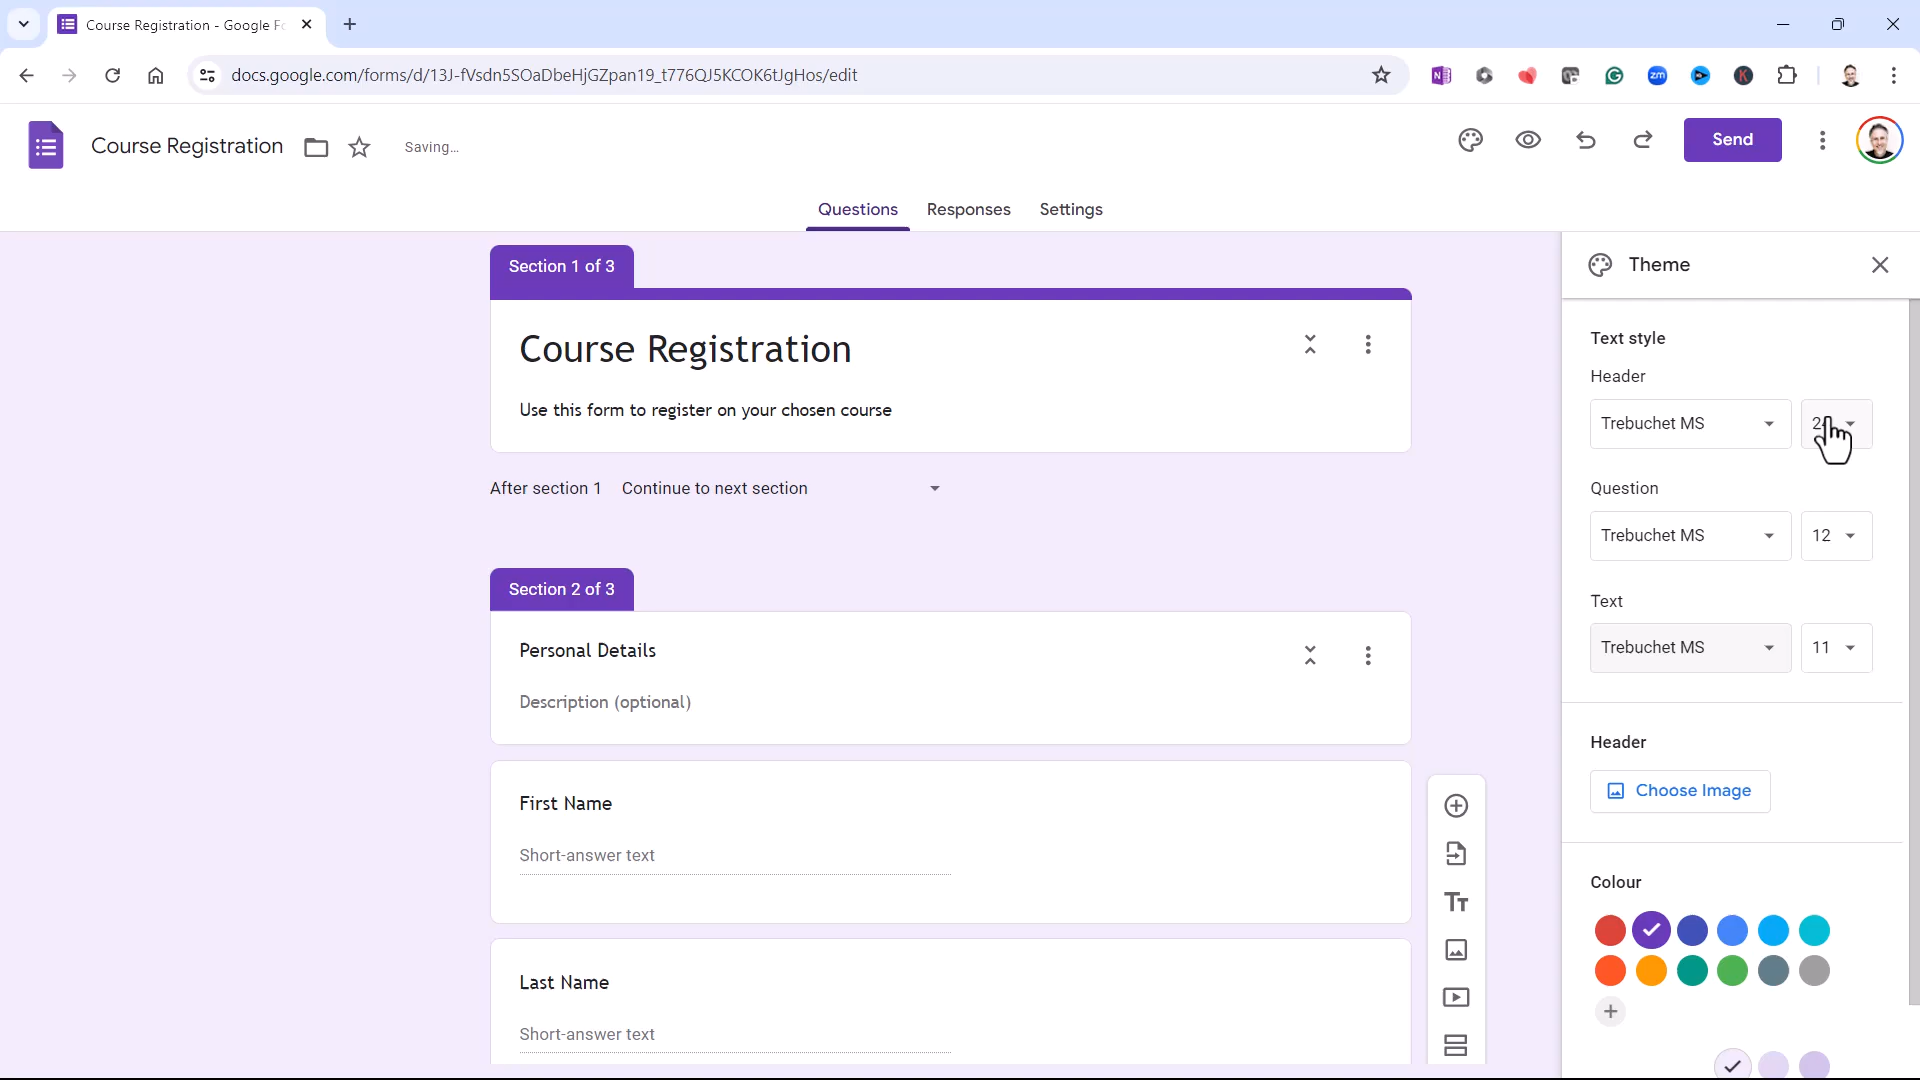 Course Registration - Google Fo
docs.google.com/forms/d/13J-fVsdn5SOaDbeHjGZpan19_t776QJ5KCOK6tJgHos/edit
Course Registration
Saving...
Send
Questions Responses Settings
Section 1 of 3
Theme
Course Registration
Use this form to register on your chosen course
Text style
Header
Trebuchet MS
After section 1 Continue to next section
Question
Trebuchet MS 12
Section 2 of 3
Text
Trebuchet MS 11
Personal Details
Description (optional)
Header
Choose Image
First Name
Short-answer text
Colour
Last Name
Short-answer text